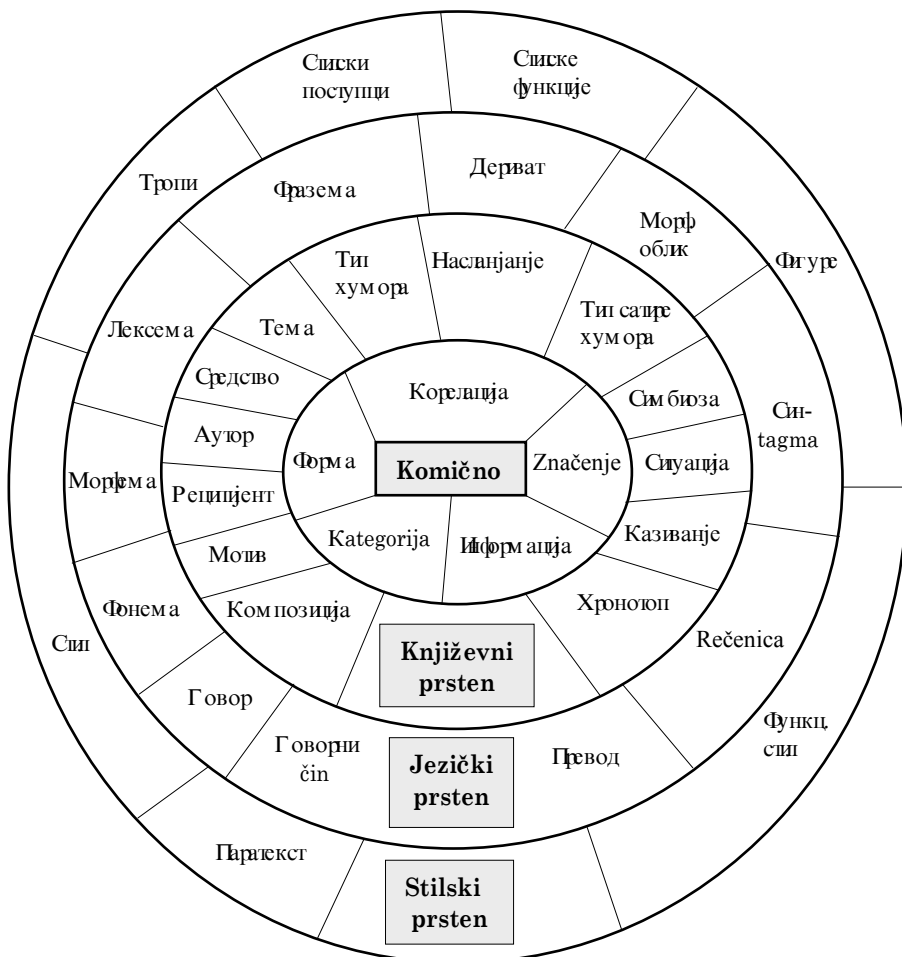 Стилски
поступци
Стилске
функције
Тропи
Фразема
Дериват
Морф.
облик
Фигуре
Тип
хумора
Наслањање
Тип сатире
хумора
Лексема
Тема
Средство
Корелација
Симбиоза
Син-
tagma
Аутор
Форма
Комично
Značenje
Ситуација
Морфема
Реципијент
Kategorija
Информација
Казивање
Мотив
Фонема
Композиција
Хронотоп
Rečenica
Стил
Književni
prsten
Говор
Функц.
стил
Говорни
čin
Jezički
prsten
Превод
Паратекст
Stilski
prsten